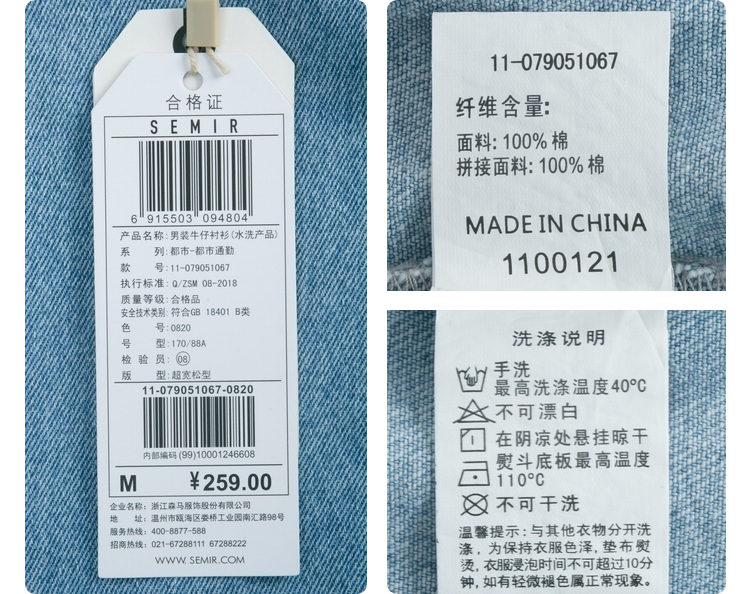 合格证
SEMIR
6 915503 094804
产品名称:男装牛仔衬衫(水洗产品)
系 列:都市-都市通勤
款 号:11-079051067
执行标准:Q/ZSM 08-2018
质量等级:合格品
安全技术类别:符合GB 18401 B类
色 号:0820
号 型:170/88A
检 验 员:08
版 型:超宽松型
11-079051067-0820
内部编码(99)10001246608
M ¥259.00
企业名称:浙江森马服饰股份有限公司
地 址:温州市瓯海区娄桥工业园南汇路98号
服务热线:400-8877-588
招商热线:021-67288111 67288222
WWW.SEMIR.COM
11-079051067
纤维含量:
面料:100%棉
拼接面料:100%棉
MADE IN CHINA
1100121
洗涤说明
手洗
最高洗涤温度40℃
不可漂白
在阴凉处悬挂晾干
熨斗底板最高温度
110℃
不可干洗
温馨提示:与其他衣物分开洗
涤,为保持衣服色泽,垫布熨
烫,衣服浸泡时间不可超过10分
钟,如有轻微褪色属正常现象。